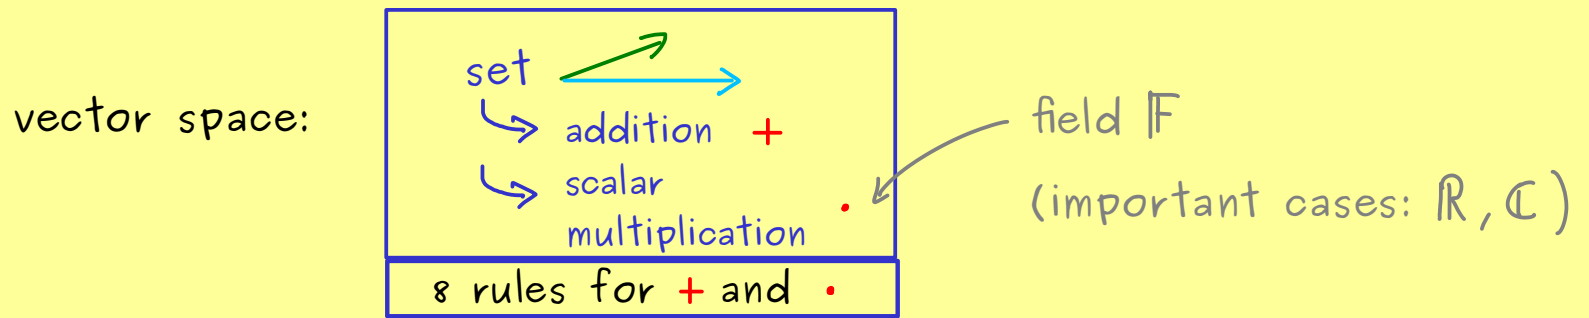 vector space:
set
addition +
scalar
multiplication ·
8 rules for + and ·
field 𝔽
(important cases: ℝ, ℂ)